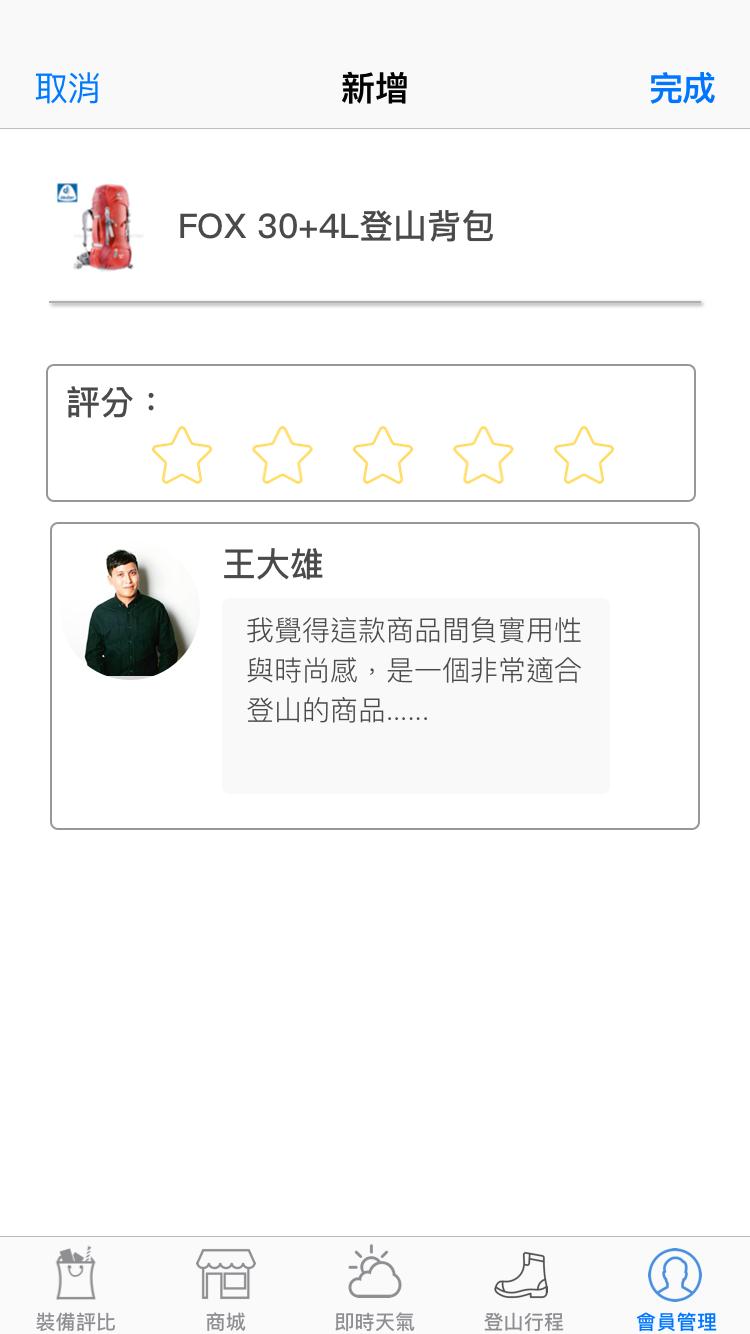 取消
新增
完成
FOX 30+4L登山背包
評分：
王大雄
我覺得這款商品間負實用性
與時尚感，是一個非常適合
登山的商品......
裝備評比
商城
即時天氣
登山行程
會員管理